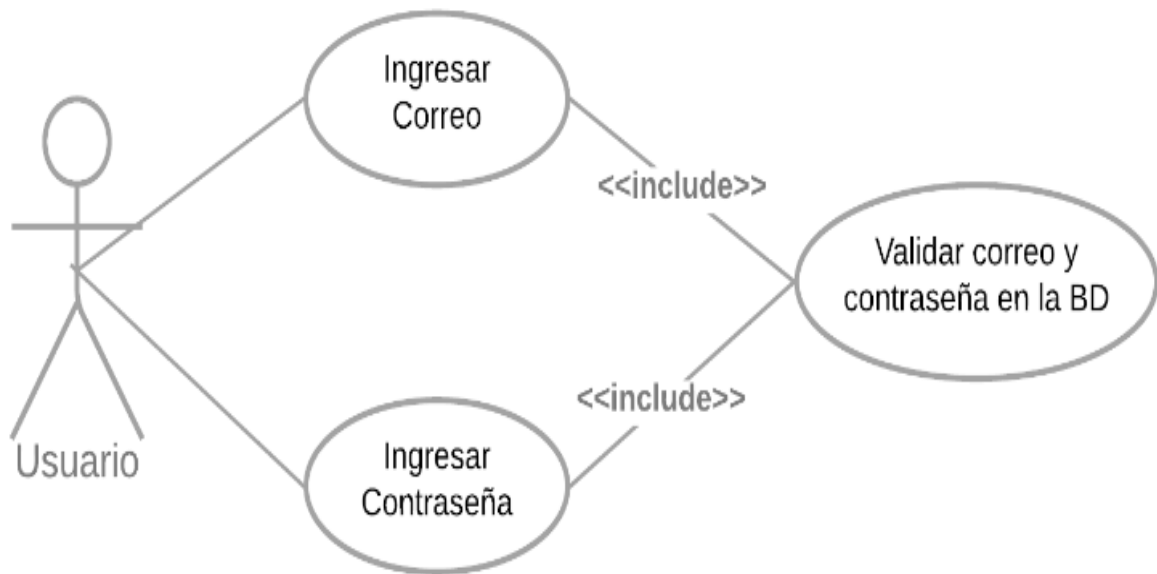 Ingresar
Correo
<<include>>
Validar correo y
contraseña en la BD
<<include>>
Usuario
Ingresar
Contraseña